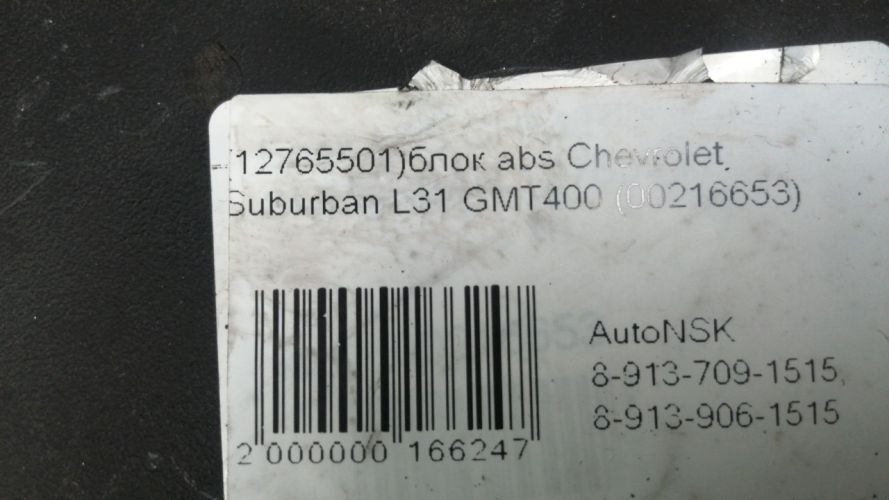 (12765501)блок abs Chevrolet,
Suburban L31 GMT400 (00216653)
AutoNSK
8-913-709-1515,
8-913-906-1515
2 000000 166247